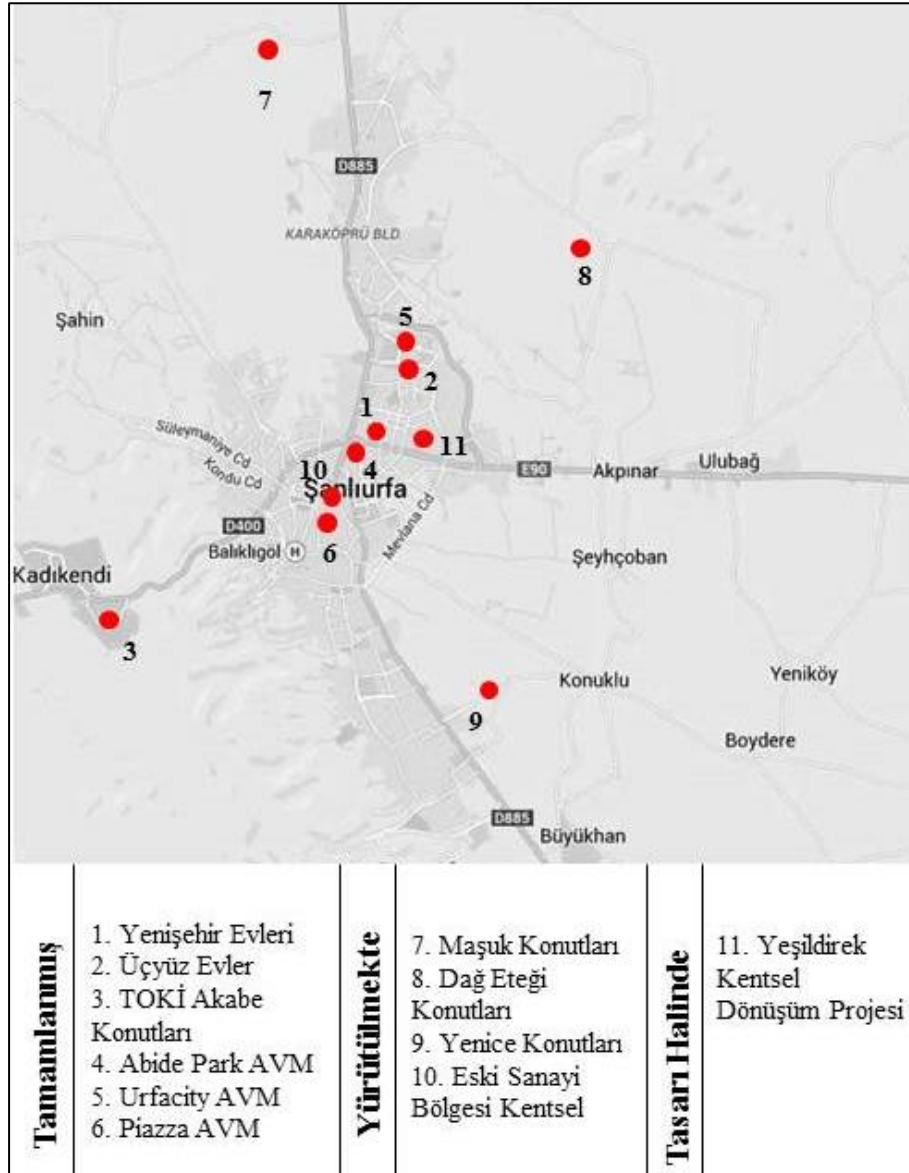 7
D885
KARAKÖPRÜ BLD
8
5
Şahin
2
1
11
Süleymaniye Cd
Kondu Cd
10
4
E90
Akpınar
Ulubağ
Şanlıurfa
Mevlana Cd
D400
Balıklıgöl
H
6
Şeyhçoban
Kadıkendi
3
Konuklu
Yeniköy
9
Boydere
D885
Büyükhan
Tamamlanmış
1. Yenişehir Evleri
2. Üçyüz Evler
3. TOKİ Akabe
Konutları
4. Abide Park AVM
5. Urfacity AVM
6. Piazza AVM
Yürütülmekte
7. Maşuk Konutları
8. Dağ Eteği
Konutları
9. Yenice Konutları
10. Eski Sanayi
Bölgesi Kentsel
Tasarı Halinde
11. Yeşildirek
Kentsel
Dönüşüm Projesi